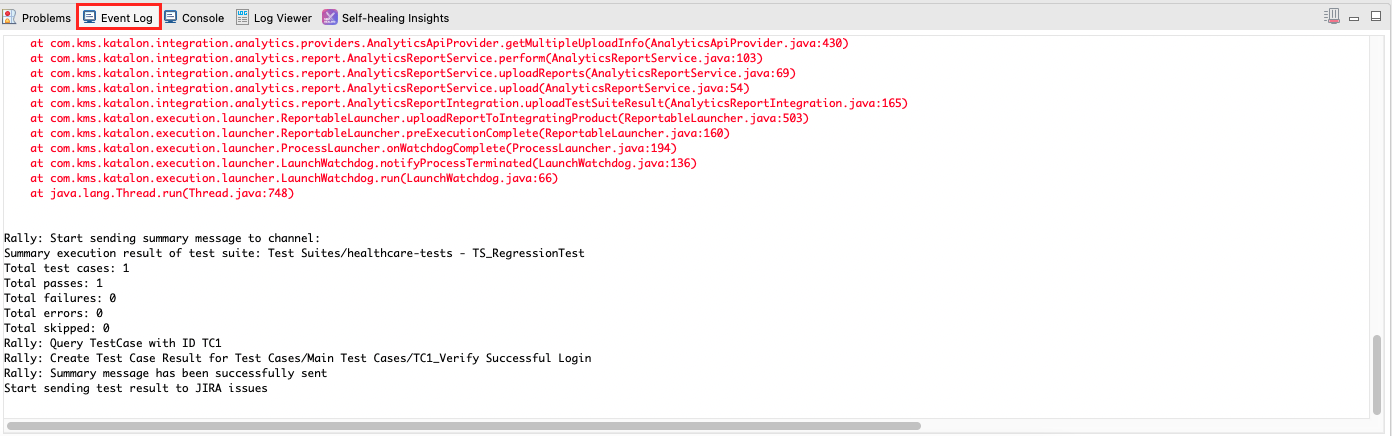 Problems Event Log Console Log Viewer Self-healing Insights
at com.kms.katalon.integration.analytics.providers.AnalyticsApiProvider.getMultipleUploadInfo(AnalyticsApiProvider.java:430)
at com.kms.katalon.integration.analytics.report.AnalyticsReportService.perform(AnalyticsReportService.java:103)
at com.kms.katalon.integration.analytics.report.AnalyticsReportService.uploadReports(AnalyticsReportService.java:69)
at com.kms.katalon.integration.analytics.report.AnalyticsReportService.upload(AnalyticsReportService.java:54)
at com.kms.katalon.integration.analytics.report.AnalyticsReportIntegration.uploadTestSuiteResult(AnalyticsReportIntegration.java:165)
at com.kms.katalon.execution.launcher.ReportableLauncher.uploadReportToIntegratingProduct(ReportableLauncher.java:503)
at com.kms.katalon.execution.launcher.ReportableLauncher.preExecutionComplete(ReportableLauncher.java:160)
at com.kms.katalon.execution.launcher.ProcessLauncher.onWatchdogComplete(ProcessLauncher.java:194)
at com.kms.katalon.execution.launcher.LaunchWatchdog.notifyProcessTerminated(LaunchWatchdog.java:136)
at com.kms.katalon.execution.launcher.LaunchWatchdog.run(LaunchWatchdog.java:66)
at java.lang.Thread.run(Thread.java:748)
Rally: Start sending summary message to channel:
Summary execution result of test suite: Test Suites/healthcare-tests - TS_RegressionTest
Total test cases: 1
Total passes: 1
Total failures: 0
Total errors: 0
Total skipped: 0
Rally: Query TestCase with ID TC1
Rally: Create Test Case Result for Test Cases/Main Test Cases/TC1_Verify Successful Login
Rally: Summary message has been successfully sent
Start sending test result to JIRA issues